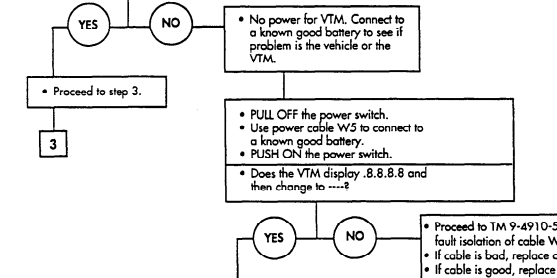 YES
NO
• No power for VTM. Connect to
a known good battery to see if
problem is the vehicle or the
VTM.
• Proceed to step 3.
3
• PULL OFF the power switch.
• Use power cable W5 to connect to
a known good battery.
• PUSH ON the power switch.
• Does the VTM display .8.8.8.8 and
then change to ----?
YES
NO
• Proceed to TM 9-4910-5
fault isolation of cable W
• If cable is bad, replace
• If cable is good, replace